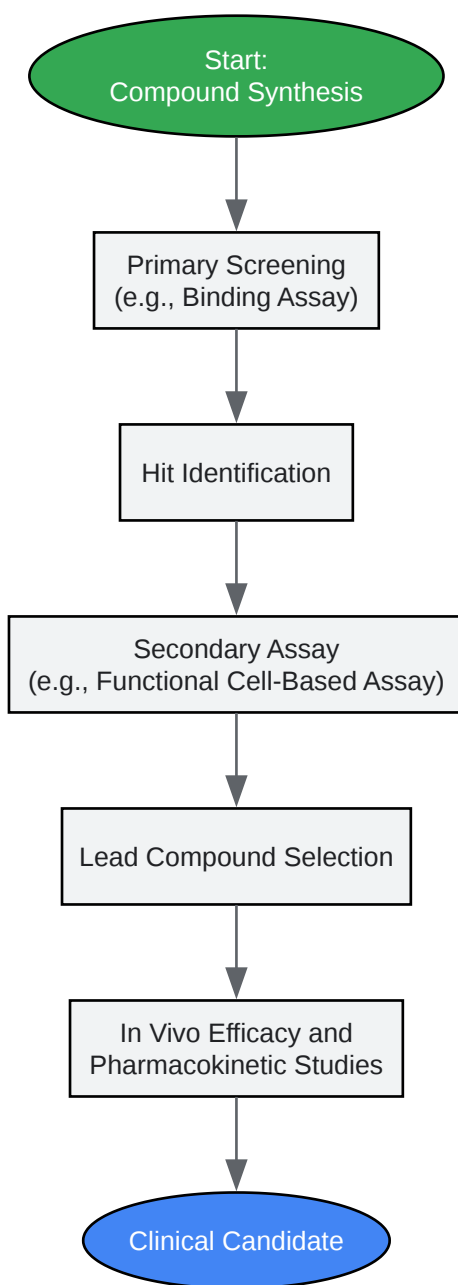 Start:
Compound Synthesis
Primary Screening
(e.g., Binding Assay)
Hit Identification
Secondary Assay
(e.g., Functional Cell-Based Assay)
Lead Compound Selection
In Vivo Efficacy and
Pharmacokinetic Studies
Clinical Candidate